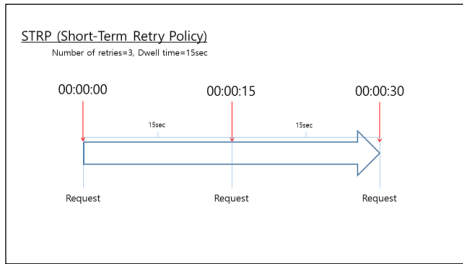 STRP (Short-Term Retry Policy)
Number of retries=3, Dwell time=15sec
00:00:00 00:00:15 00:00:30
15sec 15sec
Request Request Request